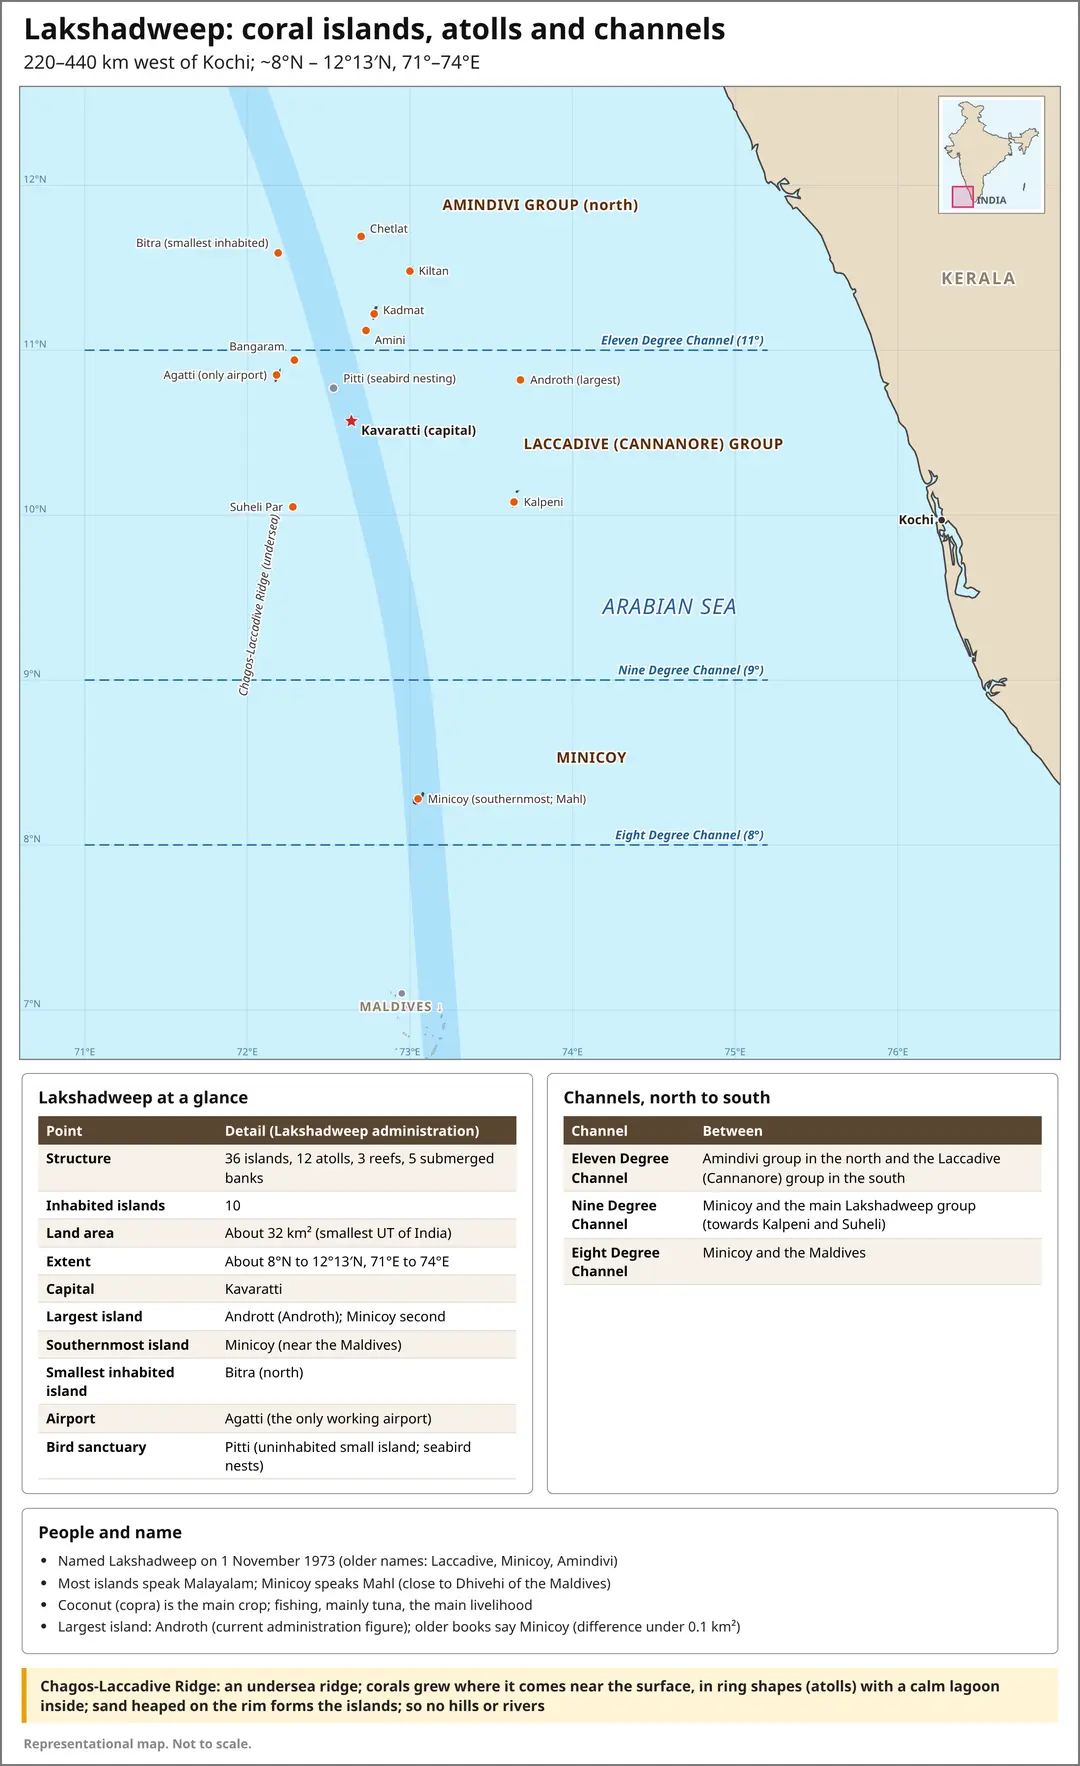 Lakshadweep: coral islands, atolls and channels
220–440 km west of Kochi; ~8°N – 12°13′N, 71°–74°E
12°N
AMINDIVI GROUP (north)
INDIA
Chetlat
Bitra (smallest inhabited)
Kiltan
KERALA
Kadmat
Amini
11°N
Bangaram
Eleven Degree Channel (11°)
Agatti (only airport)
Pitti (seabird nesting)
Androth (largest)
Kavaratti (capital)
LACCADIVE (CANNANORE) GROUP
Suheli Par
Kalpeni
10°N
Kochi
Chagos-Laccadive Ridge (undersea)
ARABIAN SEA
9°N
Nine Degree Channel (9°)
MINICOY
Minicoy (southernmost; Mahl)
8°N
Eight Degree Channel (8°)
7°N
MALDIVES ↓
71°E
72°E
73°E
74°E
75°E
76°E
Lakshadweep at a glance
Point Detail (Lakshadweep administration)
Structure 36 islands, 12 atolls, 3 reefs, 5 submerged
banks
Inhabited islands 10
Land area About 32 km² (smallest UT of India)
Extent About 8°N to 12°13′N, 71°E to 74°E
Capital Kavaratti
Largest island Andrott (Androth); Minicoy second
Southernmost island Minicoy (near the Maldives)
Smallest inhabited Bitra (north)
island
Airport Agatti (the only working airport)
Bird sanctuary Pitti (uninhabited small island; seabird
nests)
Channels, north to south
Channel Between
Eleven Degree Amindivi group in the north and the Laccadive
Channel (Cannanore) group in the south
Nine Degree Minicoy and the main Lakshadweep group
Channel (towards Kalpeni and Suheli)
Eight Degree Minicoy and the Maldives
Channel
People and name
• Named Lakshadweep on 1 November 1973 (older names: Laccadive, Minicoy, Amindivi)
• Most islands speak Malayalam; Minicoy speaks Mahl (close to Dhivehi of the Maldives)
• Coconut (copra) is the main crop; fishing, mainly tuna, the main livelihood
• Largest island: Androth (current administration figure); older books say Minicoy (difference under 0.1 km²)
Chagos-Laccadive Ridge: an undersea ridge; corals grew where it comes near the surface, in ring shapes (atolls) with a calm lagoon
inside; sand heaped on the rim forms the islands; so no hills or rivers
Representational map. Not to scale.